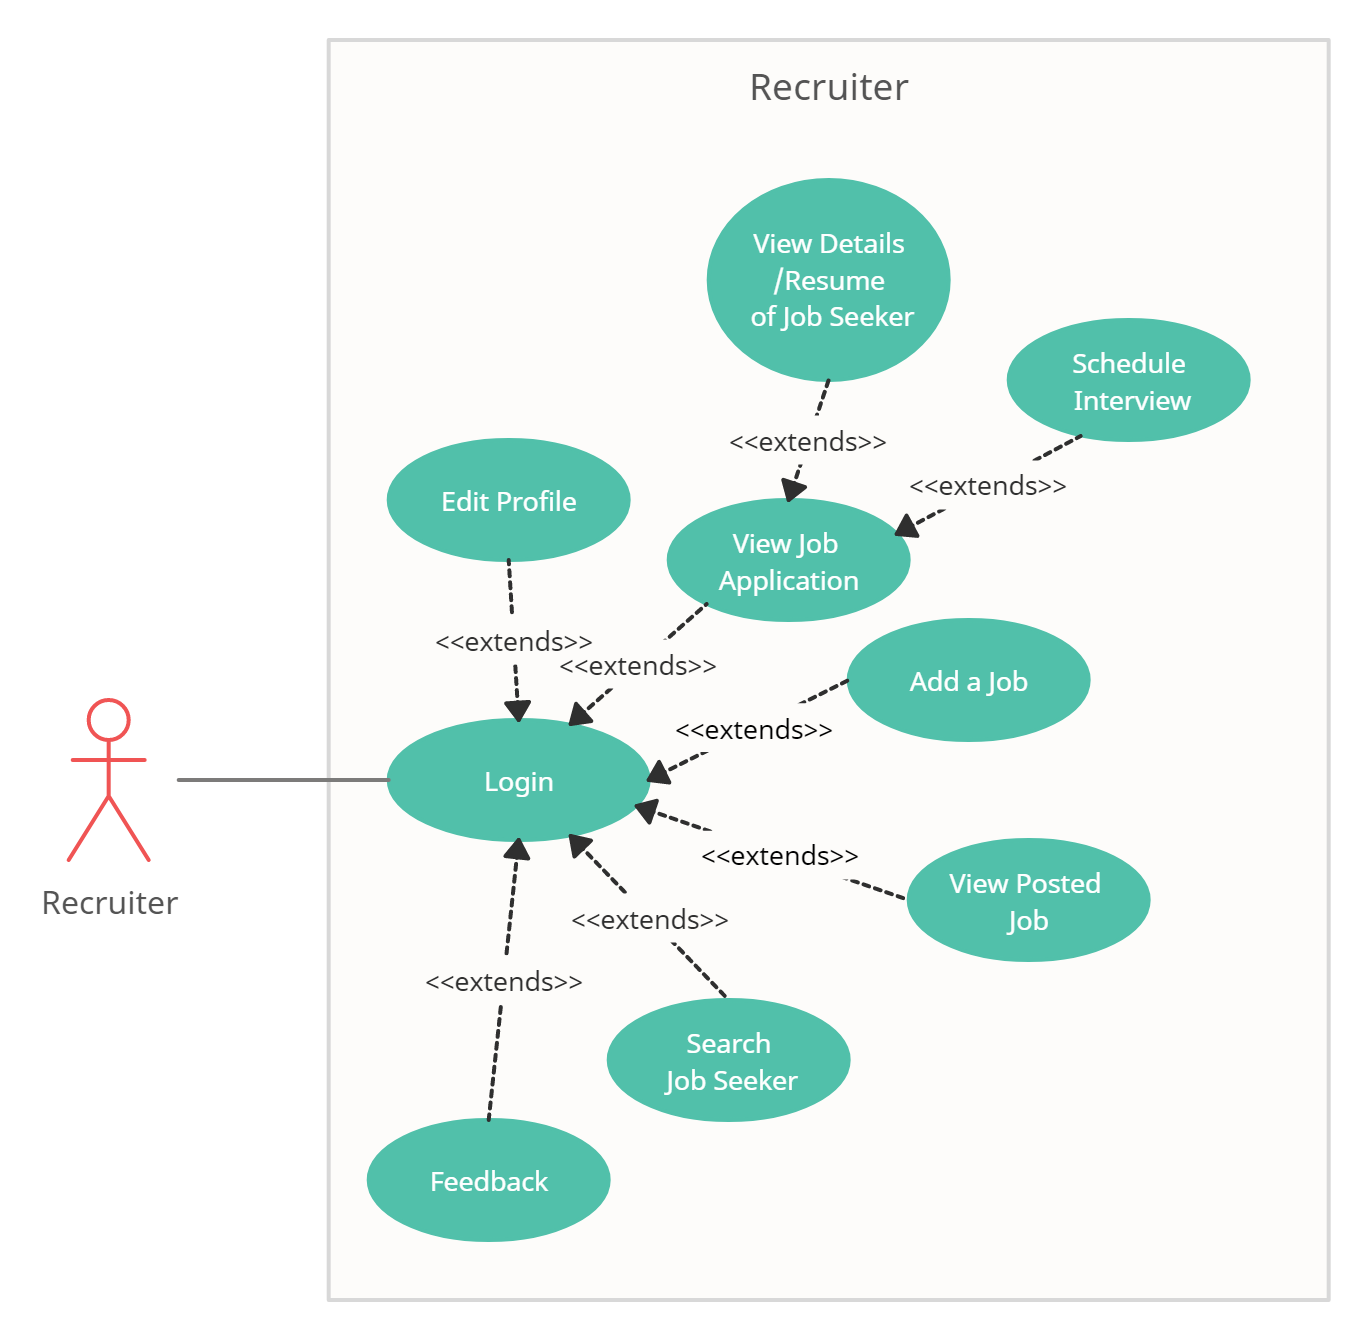 Recruiter
View Details
/Resume
of Job Seeker
Schedule
Interview
<<extends>>
<<extends>>
Edit Profile
View Job
Application
<<extends>>
<<extends>>
Add a Job
<<extends>>
Login
<<extends>>
View Posted
Job
Recruiter
<<extends>>
<<extends>>
Search
Job Seeker
Feedback